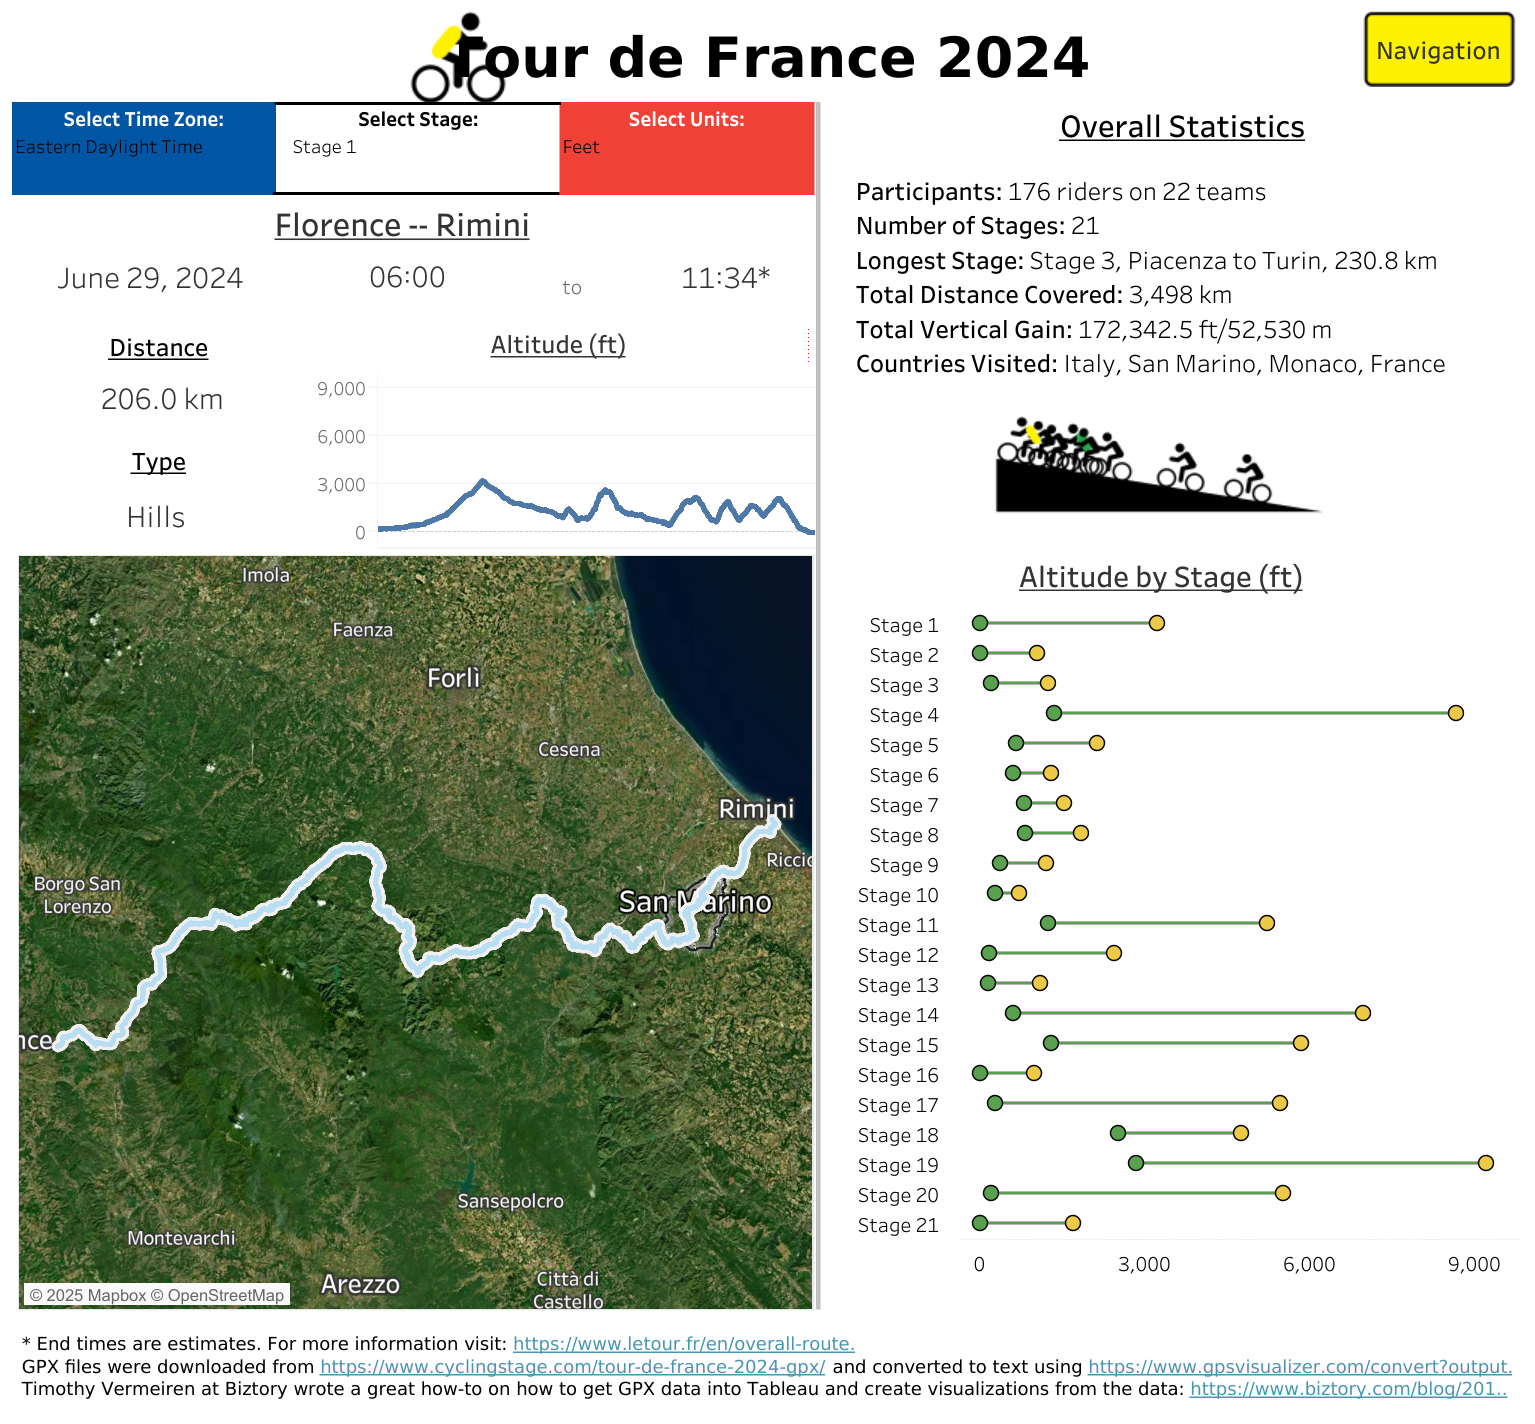 Tour de France 2024
Navigation
Select Time Zone:
Eastern Daylight Time
Select Stage:
Stage 1
Select Units:
Feet
Florence -- Rimini
June 29, 2024
06:00
to
11:34*
Distance
206.0 km
Type
Hills
Altitude (ft)
9,000
6,000
3,000
0
Imola
Faenza
Forlì
Cesena
Rimini
Riccio
Borgo San
Lorenzo
San Marino
nce
Sansepolcro
Montevarchi
Arezzo
Città di
Castello
© 2025 Mapbox © OpenStreetMap
Overall Statistics
Participants: 176 riders on 22 teams
Number of Stages: 21
Longest Stage: Stage 3, Piacenza to Turin, 230.8 km
Total Distance Covered: 3,498 km
Total Vertical Gain: 172,342.5 ft/52,530 m
Countries Visited: Italy, San Marino, Monaco, France
Altitude by Stage (ft)
Stage 1
Stage 2
Stage 3
Stage 4
Stage 5
Stage 6
Stage 7
Stage 8
Stage 9
Stage 10
Stage 11
Stage 12
Stage 13
Stage 14
Stage 15
Stage 16
Stage 17
Stage 18
Stage 19
Stage 20
Stage 21
0 3,000 6,000 9,000
* End times are estimates. For more information visit: https://www.letour.fr/en/overall-route.
GPX files were downloaded from https://www.cyclingstage.com/tour-de-france-2024-gpx/ and converted to text using https://www.gpsvisualizer.com/convert?output.
Timothy Vermeiren at Biztory wrote a great how-to on how to get GPX data into Tableau and create visualizations from the data: https://www.biztory.com/blog/201..